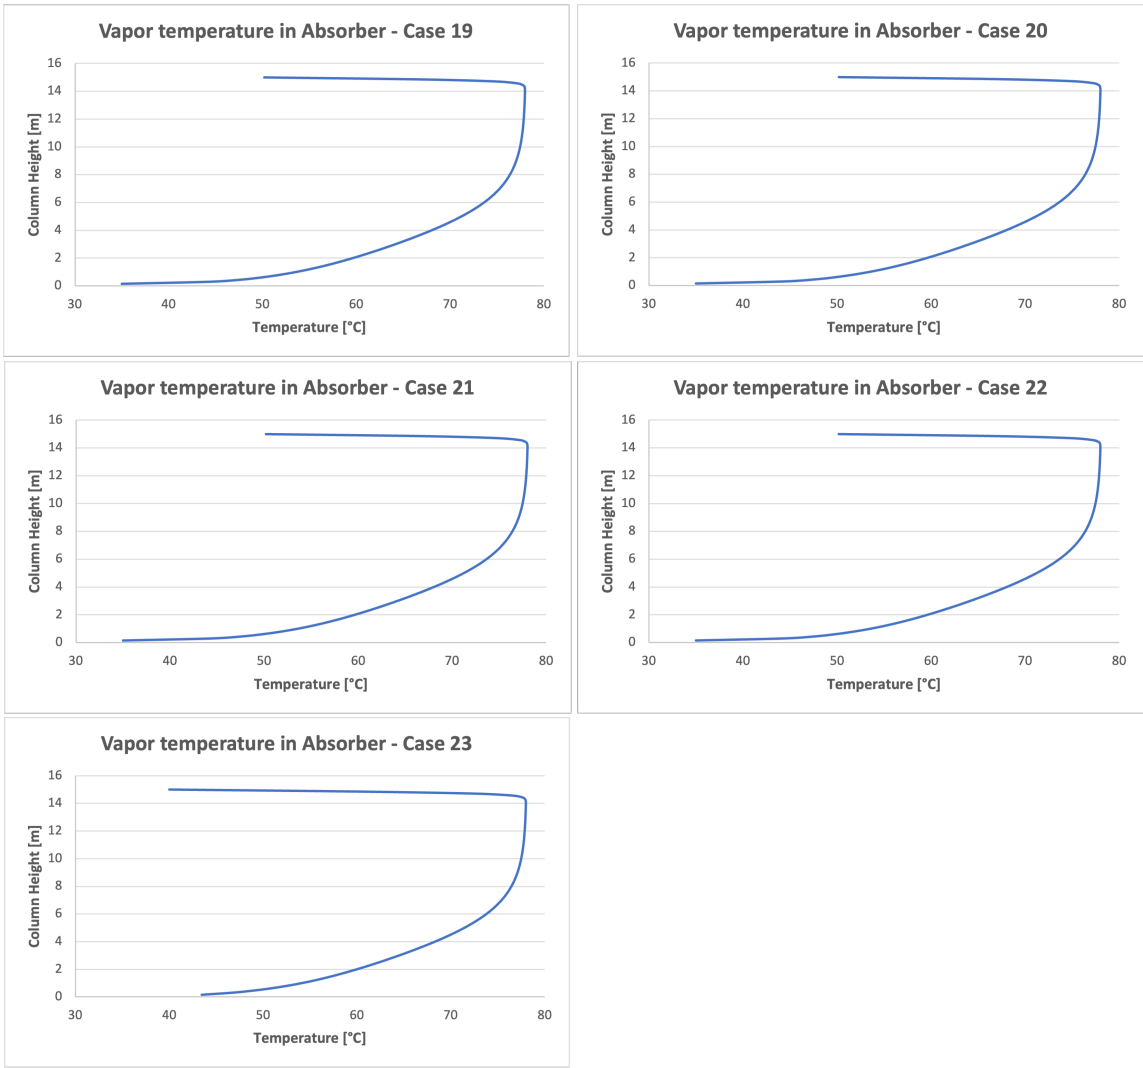 Vapor temperature in Absorber - Case 19
Column Height [m]
16
14
12
10
8
6
4
2
0
30 40 50 60 70 80
Temperature [°C]
Vapor temperature in Absorber - Case 20
Column Height [m]
16
14
12
10
8
6
4
2
0
30 40 50 60 70 80
Temperature [°C]
Vapor temperature in Absorber - Case 21
Column Height [m]
16
14
12
10
8
6
4
2
0
30 40 50 60 70 80
Temperature [°C]
Vapor temperature in Absorber - Case 22
Column Height [m]
16
14
12
10
8
6
4
2
0
30 40 50 60 70 80
Temperature [°C]
Vapor temperature in Absorber - Case 23
Column Height [m]
16
14
12
10
8
6
4
2
0
30 40 50 60 70 80
Temperature [°C]